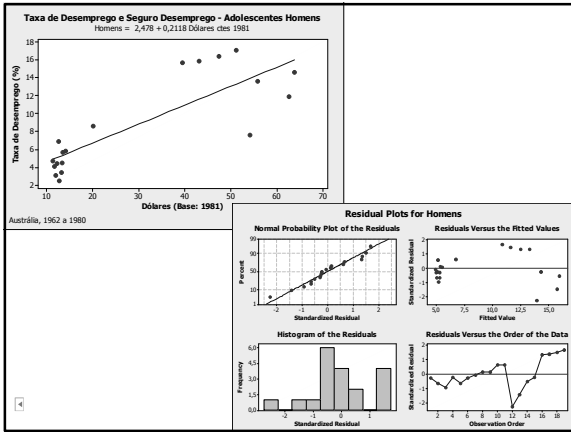 Taxa de Desemprego e Seguro Desemprego - Adolescentes Homens
Homens = 2,478 + 0,2118 Dólares ctes 1981
Taxa de Desemprego (%)
18
16
14
12
10
8
6
4
2
10 20 30 40 50 60 70
Dólares (Base: 1981)
Austrália, 1962 a 1980
Residual Plots for Homens
Normal Probability Plot of the Residuals
Percent
99
90
50
10
1
-2 -1 0 1 2
Standardized Residual
Residuals Versus the Fitted Values
Standardized Residual
2
1
0
-1
-2
5,0 7,5 10,0 12,5 15,0
Fitted Value
Histogram of the Residuals
Frequency
6,0
4,5
3,0
1,5
0,0
-2 -1 0 1
Standardized Residual
Residuals Versus the Order of the Data
Standardized Residual
2
1
0
-1
-2
2 4 6 8 10 12 14 16 18
Observation Order